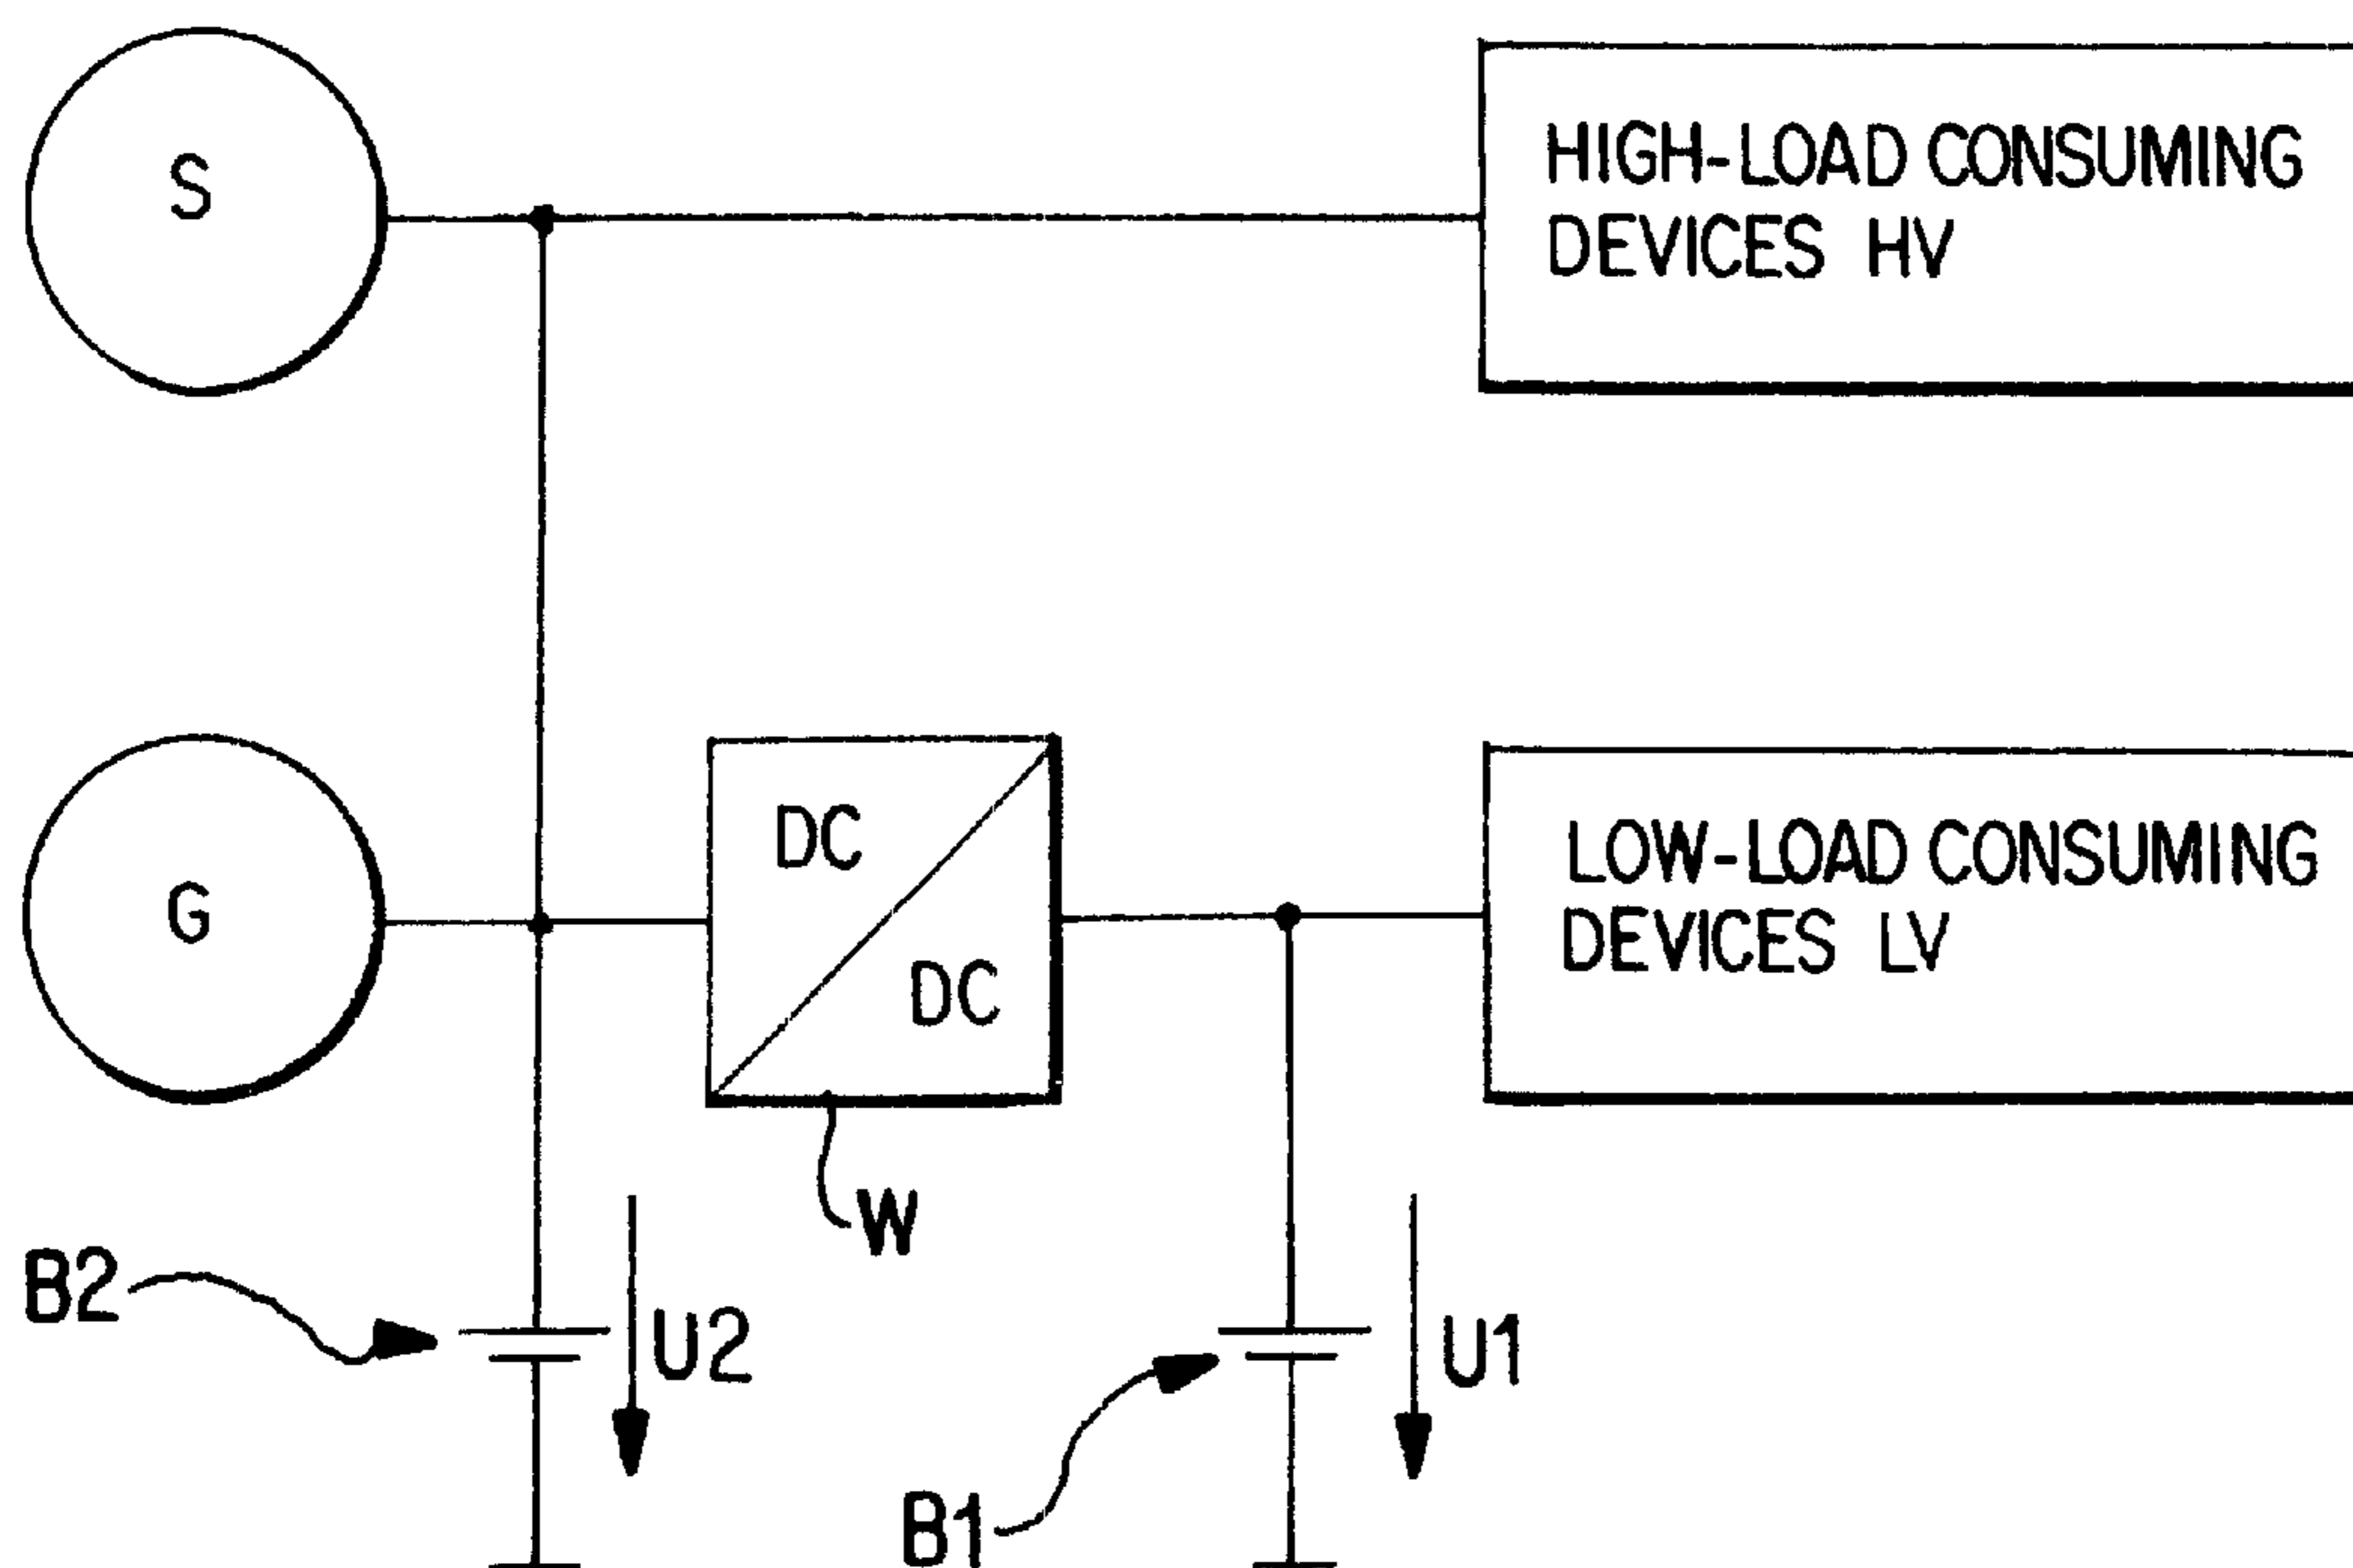 S
HIGH-LOAD CONSUMING
DEVICES HV
G
DC
DC
LOW-LOAD CONSUMING
DEVICES LV
W
B2
U2
U1
B1